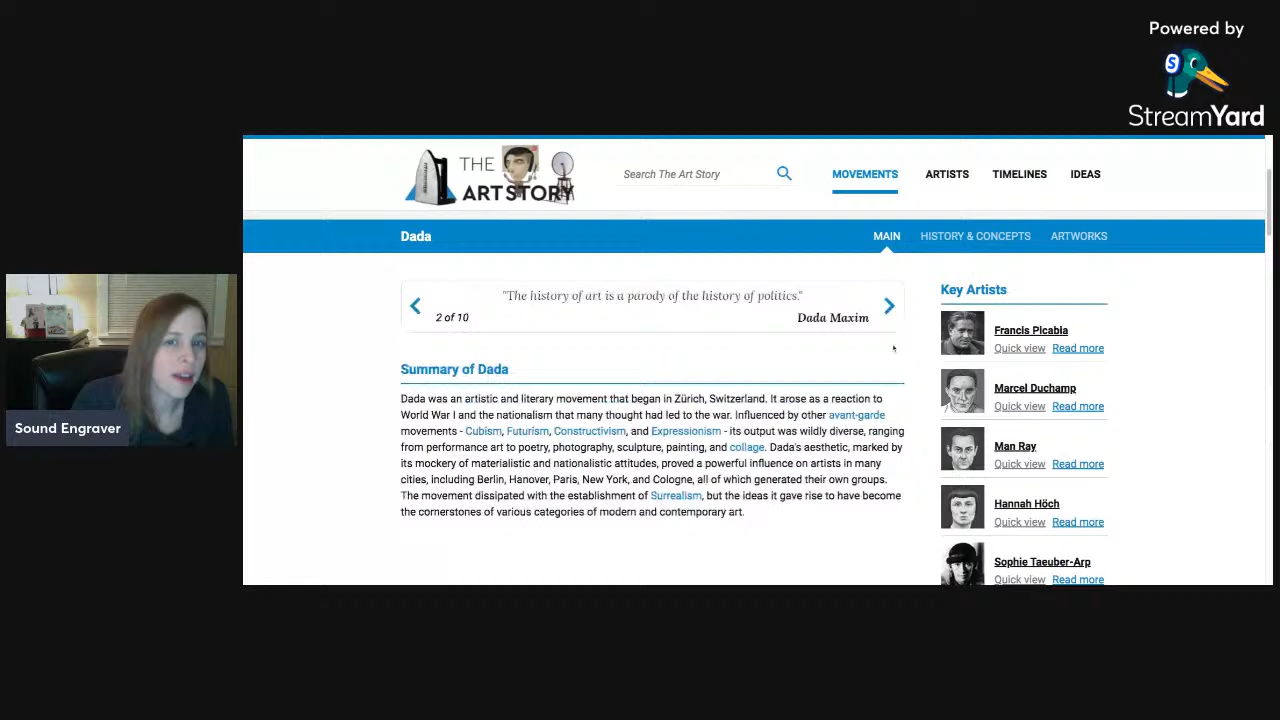 Powered by
StreamYard
THE
ART STORY
Search The Art Story
MOVEMENTS
ARTISTS
TIMELINES
IDEAS
Dada
MAIN
HISTORY & CONCEPTS
ARTWORKS
"The history of art is a parody of the history of politics."
2 of 10
Dada Maxim
Summary of Dada
Dada was an artistic and literary movement that began in Zürich, Switzerland. It arose as a reaction to
World War I and the nationalism that many thought had led to the war. Influenced by other avant-garde
movements - Cubism, Futurism, Constructivism, and Expressionism - its output was wildly diverse, ranging
from performance art to poetry, photography, sculpture, painting, and collage. Dada's aesthetic, marked by
its mockery of materialistic and nationalistic attitudes, proved a powerful influence on artists in many
cities, including Berlin, Hanover, Paris, New York, and Cologne, all of which generated their own groups.
The movement dissipated with the establishment of Surrealism, but the ideas it gave rise to have become
the cornerstones of various categories of modern and contemporary art.
Key Artists
Francis Picabia
Quick view Read more
Marcel Duchamp
Quick view Read more
Man Ray
Quick view Read more
Hannah Höch
Quick view Read more
Sophie Taeuber-Arp
Quick view Read more
Sound Engraver